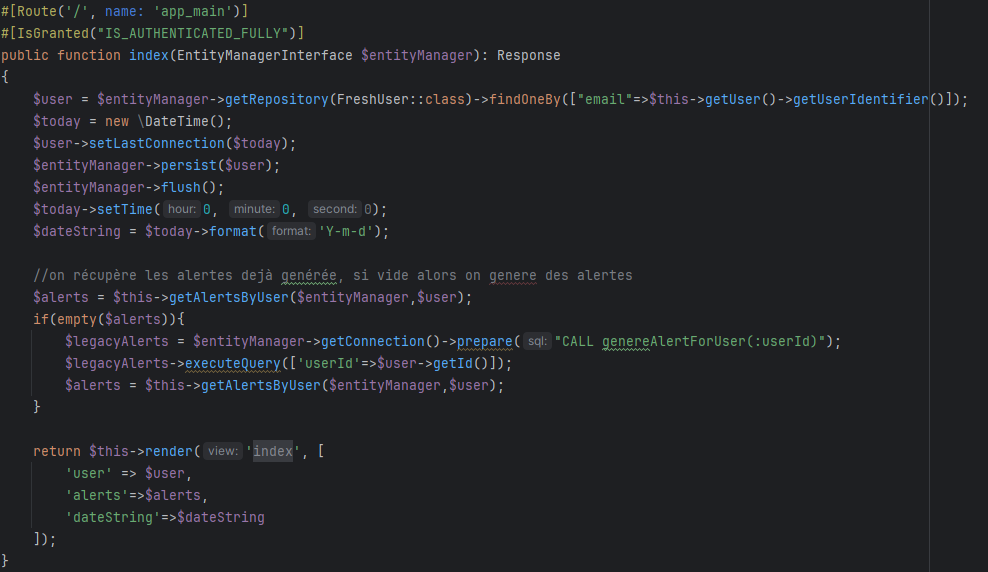 #[Route('/', name: 'app_main')]
#[IsGranted("IS_AUTHENTICATED_FULLY")]
public function index(EntityManagerInterface $entityManager): Response
{
    $user = $entityManager->getRepository(FreshUser::class)->findOneBy(["email"=>$this->getUser()->getUserIdentifier()]);
    $today = new \DateTime();
    $user->setLastConnection($today);
    $entityManager->persist($user);
    $entityManager->flush();
    $today->setTime( hour: 0, minute: 0, second: 0);
    $dateString = $today->format( format: 'Y-m-d');

    //on récupère les alertes dejà genérée, si vide alors on genere des alertes
    $alerts = $this->getAlertsByUser($entityManager,$user);
    if(empty($alerts)){
        $legacyAlerts = $entityManager->getConnection()->prepare( sql: "CALL genereAlertForUser(:userId)");
        $legacyAlerts->executeQuery(['userId'=>$user->getId()]);
        $alerts = $this->getAlertsByUser($entityManager,$user);
    }

    return $this->render( view: 'index', [
        'user' => $user,
        'alerts'=>$alerts,
        'dateString'=>$dateString
    ]);
}